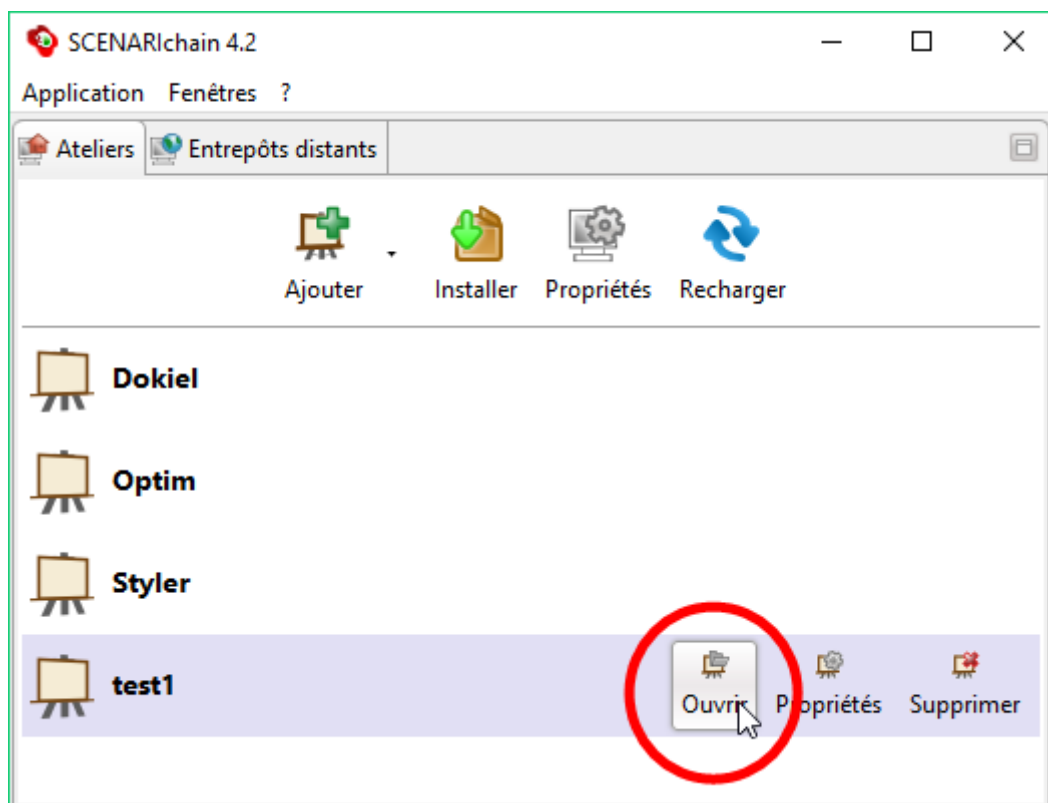 SCENARIchain 4.2
Application Fenêtres ?
Ateliers Entrepôts distants
Ajouter Installer Propriétés Recharger
Dokiel
Optim
Styler
test1 Ouvrir Propriétés Supprimer